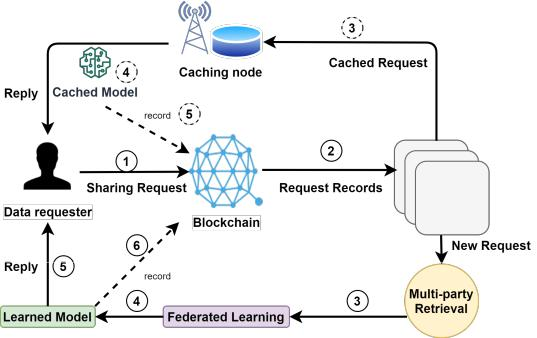 3
Caching node
Cached Request
4
Reply
Cached Model
record
5
1
2
Sharing Request
Request Records
Data requester
Blockchain
6
New Request
Reply
5
record
Multi-party
Retrieval
4
3
Learned Model
Federated Learning